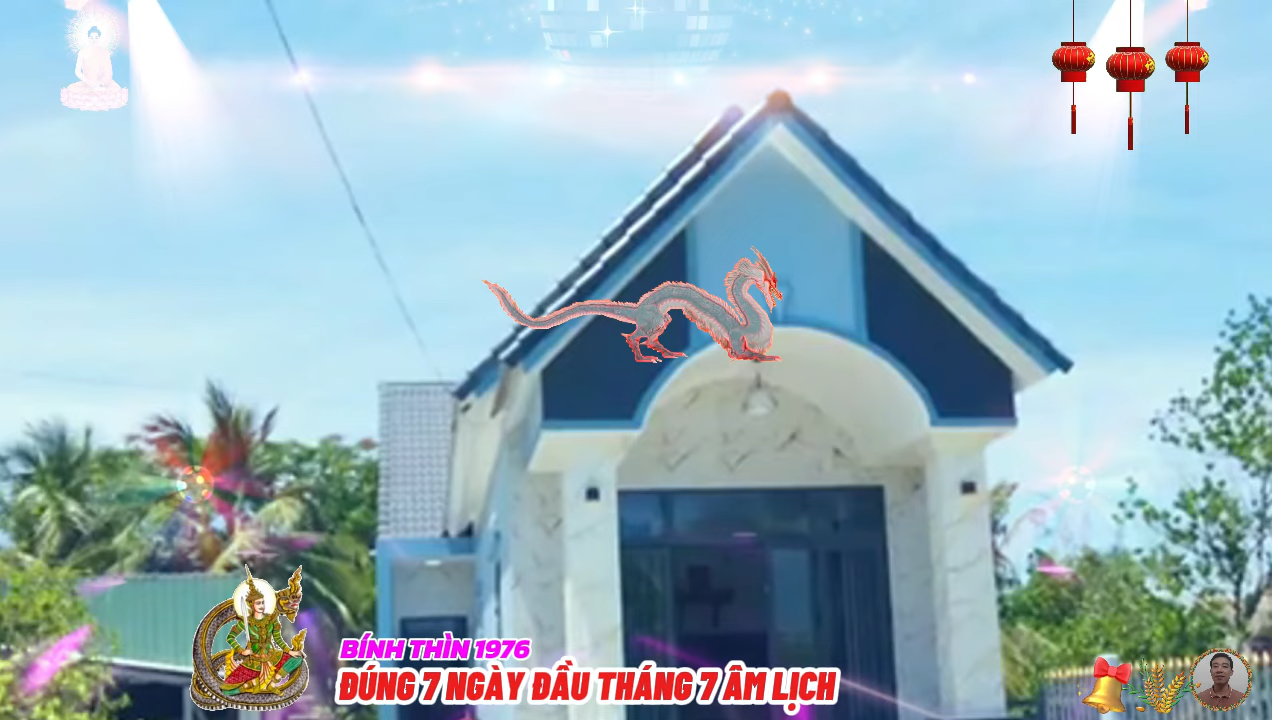 BÍNH THÌN 1976
ĐÚNG 7 NGÀY ĐẦU THÁNG 7 ÂM LỊCH